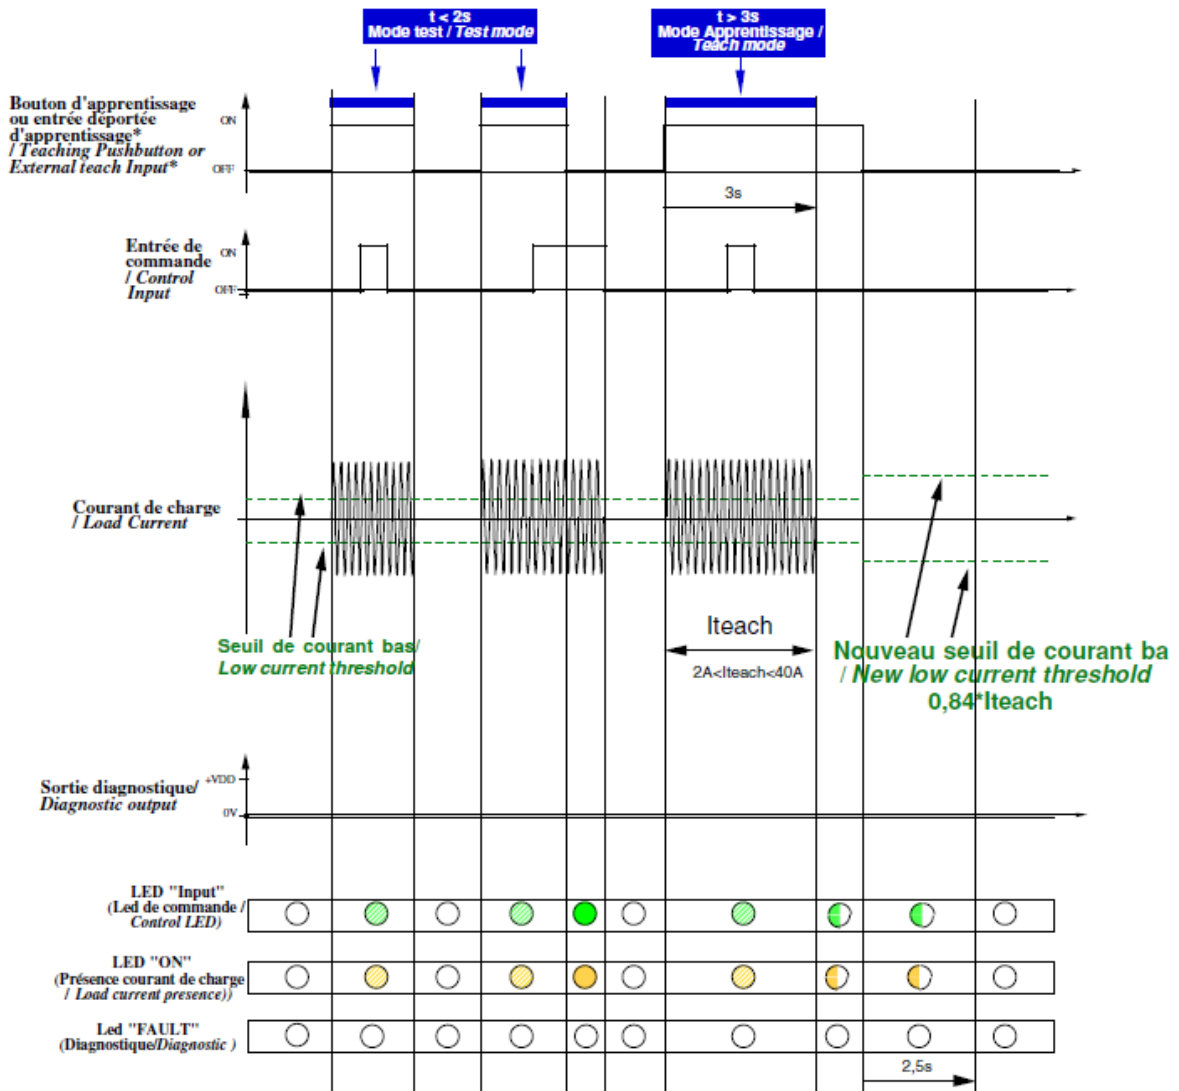 t < 2s
Mode test / Test mode
t > 3s
Mode Apprentissage /
Teach mode
Bouton d'apprentissage
ou entrée déportée
d'apprentissage*
/ Teaching Pushbutton or
External teach Input*
ON
OFF
3s
Entrée de
commande
/ Control
Input
ON
OFF
Courant de charge
/ Load Current
Seuil de courant bas/
Low current threshold
Iteach
2A<Iteach<40A
Nouveau seuil de courant ba
/ New low current threshold
0,84*Iteach
Sortie diagnostique/
Diagnostic output
+VDD
0V
LED "Input"
(Led de commande /
Control LED)
LED "ON"
(Présence courant de charge
/ Load current presence))
Led "FAULT"
(Diagnostique/Diagnostic )
2,5s